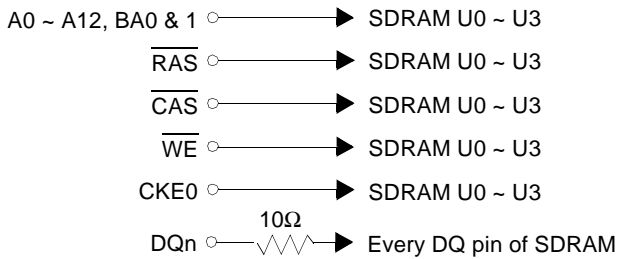 A0 ~ A12, BA0 & 1 SDRAM U0 ~ U3
RAS SDRAM U0 ~ U3
CAS SDRAM U0 ~ U3
WE SDRAM U0 ~ U3
CKE0 SDRAM U0 ~ U3
10Ω
DQn Every DQ pin of SDRAM